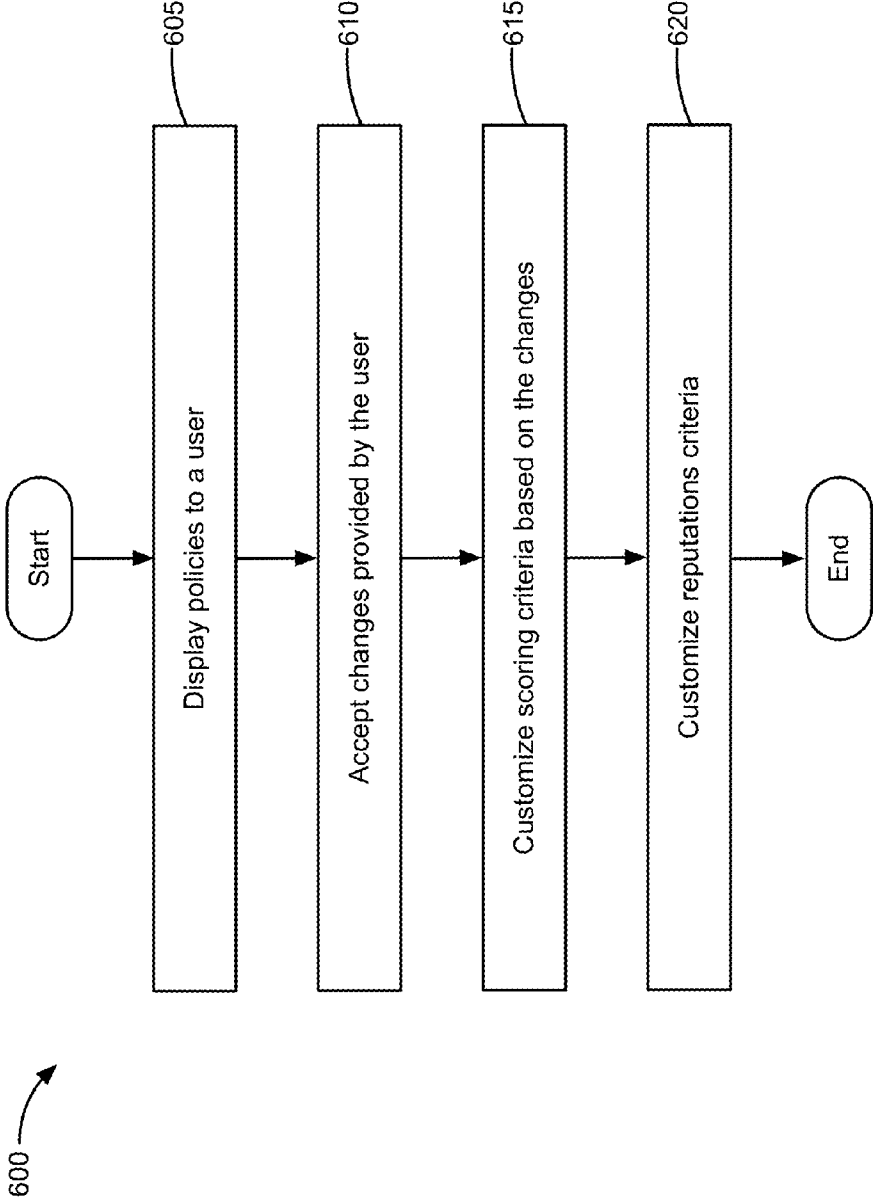 600
Start
605
Display policies to a user
610
Accept changes provided by the user
615
Customize scoring criteria based on the changes
620
Customize reputations criteria
End